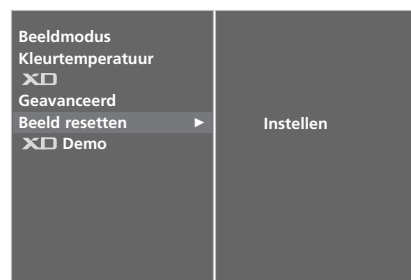 Beeldmodus
Kleurtemperatuur
XD
Geavanceerd
Beeld resetten ►
XD Demo
Instellen